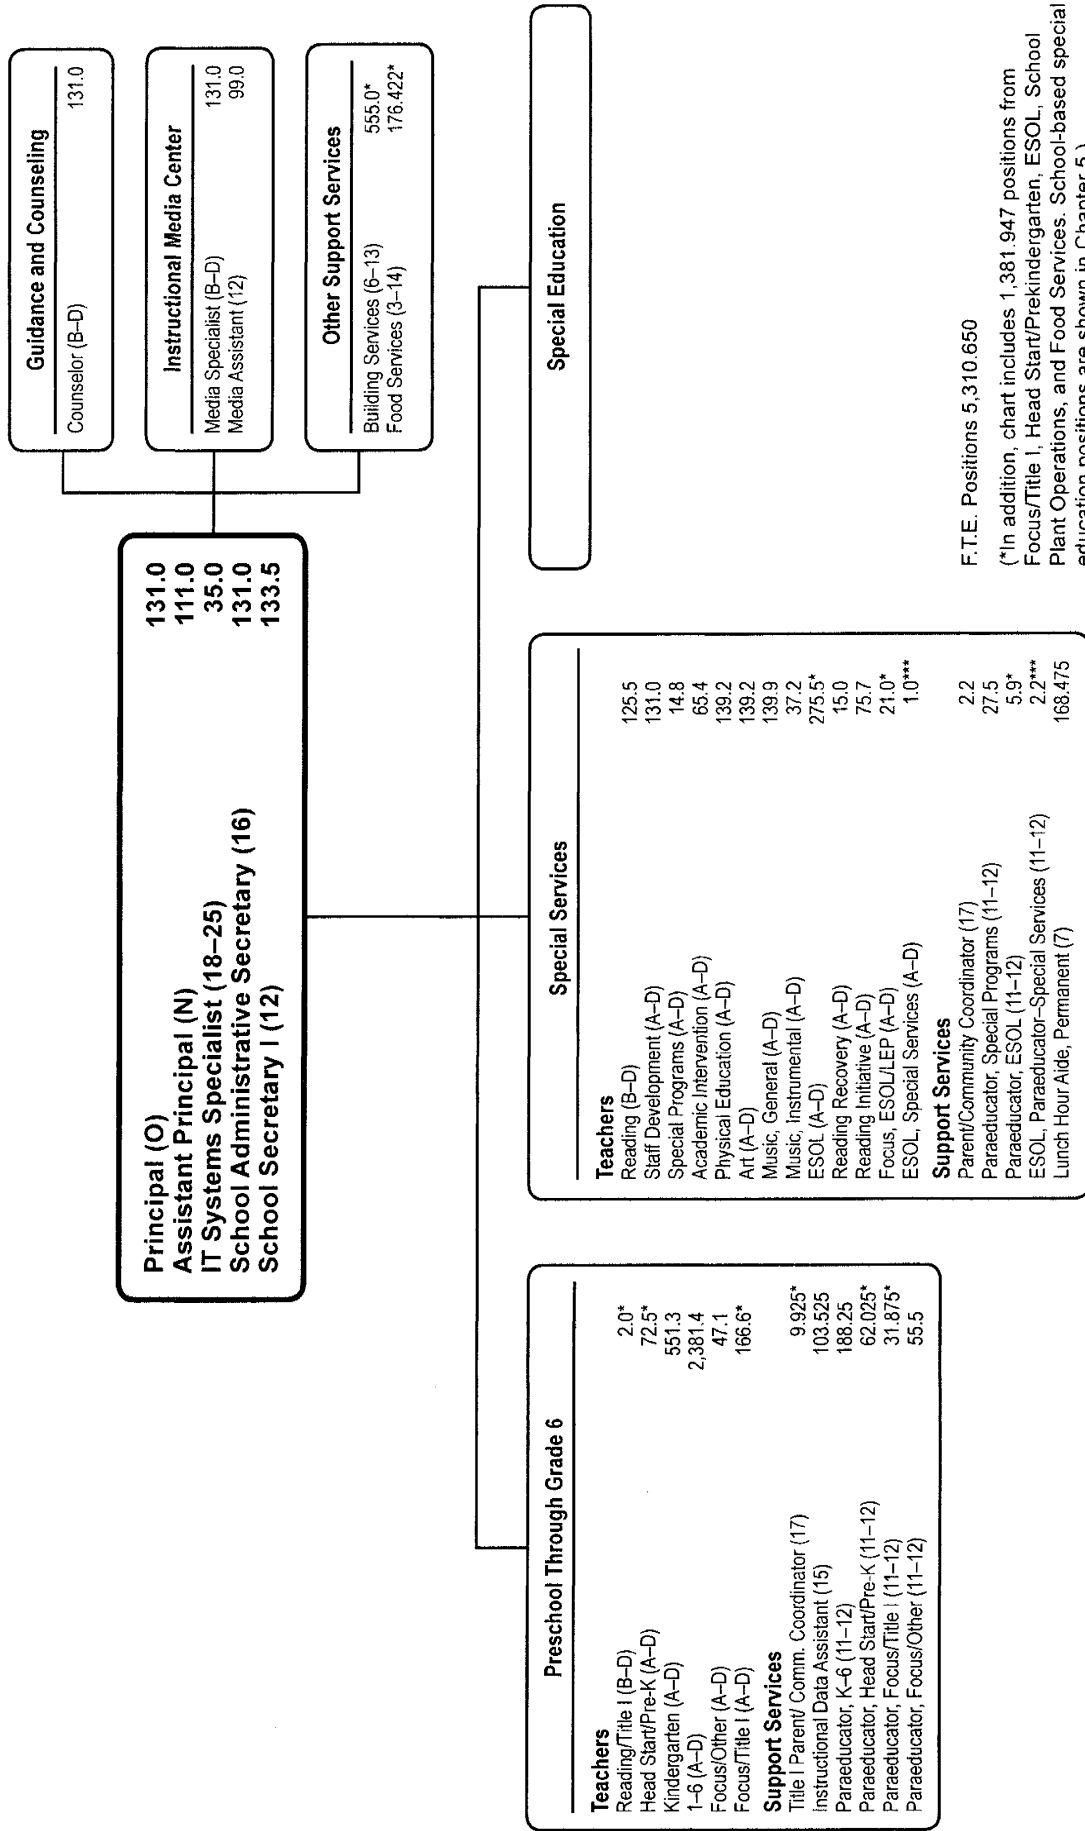 Principal (O) 131.0
Assistant Principal (N) 111.0
IT Systems Specialist (18–25) 35.0
School Administrative Secretary (16) 131.0
School Secretary I (12) 133.5
Guidance and Counseling
Counselor (B–D) 131.0
Instructional Media Center
Media Specialist (B–D) 131.0
Media Assistant (12) 99.0
Other Support Services
Building Services (6–13) 555.0*
Food Services (3–14) 176.422*
Preschool Through Grade 6
Teachers
Reading/Title I (B–D) 2.0*
Head Start/Pre-K (A–D) 72.5*
Kindergarten (A–D) 551.3
1–6 (A–D) 2,381.4
Focus/Other (A–D) 47.1
Focus/Title I (A–D) 166.6*
Support Services
Title I Parent/ Comm. Coordinator (17) 9.925*
Instructional Data Assistant (15) 103.525
Paraeducator, K–6 (11–12) 188.25
Paraeducator, Head Start/Pre-K (11–12) 62.025*
Paraeducator, Focus/Title I (11–12) 31.875*
Paraeducator, Focus/Other (11–12) 55.5
Special Services
Teachers
Reading (B–D) 125.5
Staff Development (A–D) 131.0
Special Programs (A–D) 14.8
Academic Intervention (A–D) 65.4
Physical Education (A–D) 139.2
Art (A–D) 139.2
Music, General (A–D) 139.9
Music, Instrumental (A–D) 37.2
ESOL (A–D) 275.5*
Reading Recovery (A–D) 15.0
Reading Initiative (A–D) 75.7
Focus, ESOL/LEP (A–D) 21.0*
ESOL, Special Services (A–D) 1.0***
Support Services
Parent/Community Coordinator (17) 2.2
Paraeducator, Special Programs (11–12) 27.5
Paraeducator, ESOL (11–12) 5.9*
ESOL, Paraeducator–Special Services (11–12) 2.2***
Lunch Hour Aide, Permanent (7) 168.475
Special Education
F.T.E. Positions 5,310.650
(*In addition, chart includes 1,381.947 positions from
Focus/Title I, Head Start/Prekindergarten, ESOL, School
Plant Operations, and Food Services. School-based special
education positions are shown in Chapter 5.)